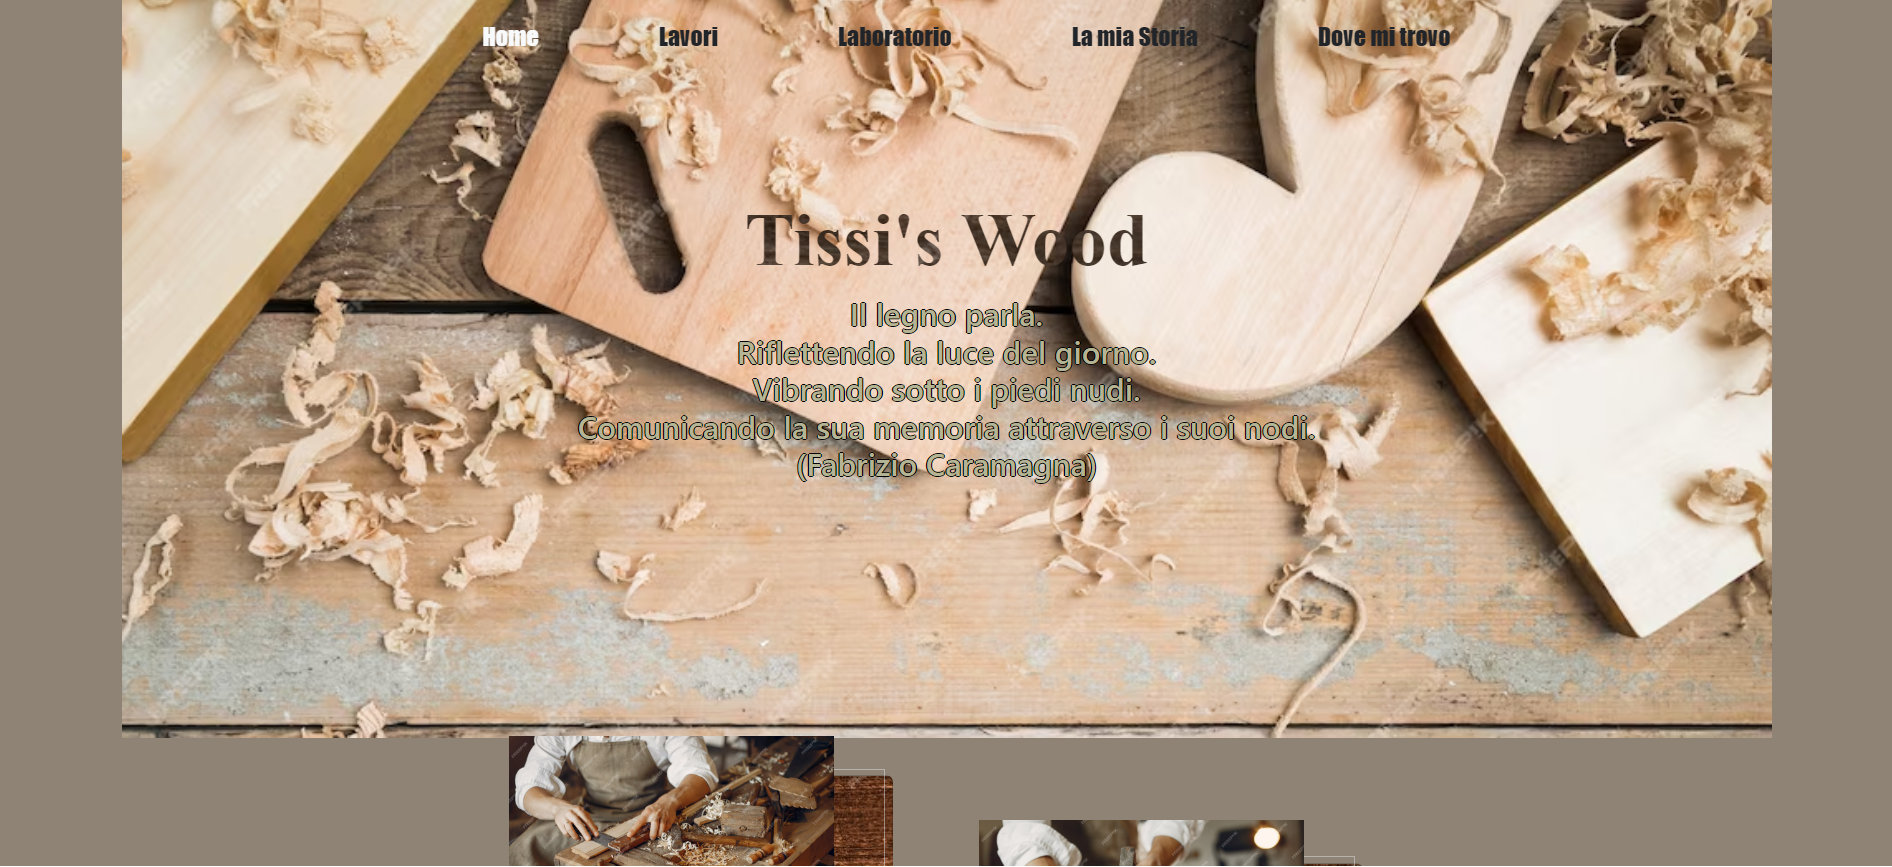 Home
Lavori
Laboratorio
La mia Storia
Dove mi trovo
Tissi's Wood
Il legno parla.
Riflettendo la luce del giorno.
Vibrando sotto i piedi nudi.
Comunicando la sua memoria attraverso i suoi nodi.
(Fabrizio Caramagna)